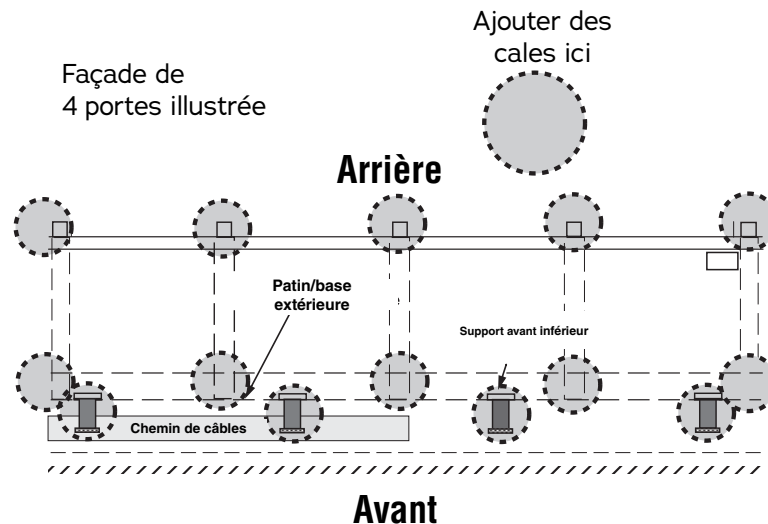 Ajouter des
cales ici
Façade de
4 portes illustrée
Arrière
Patin/base
extérieure
Support avant inférieur
Chemin de câbles
Avant